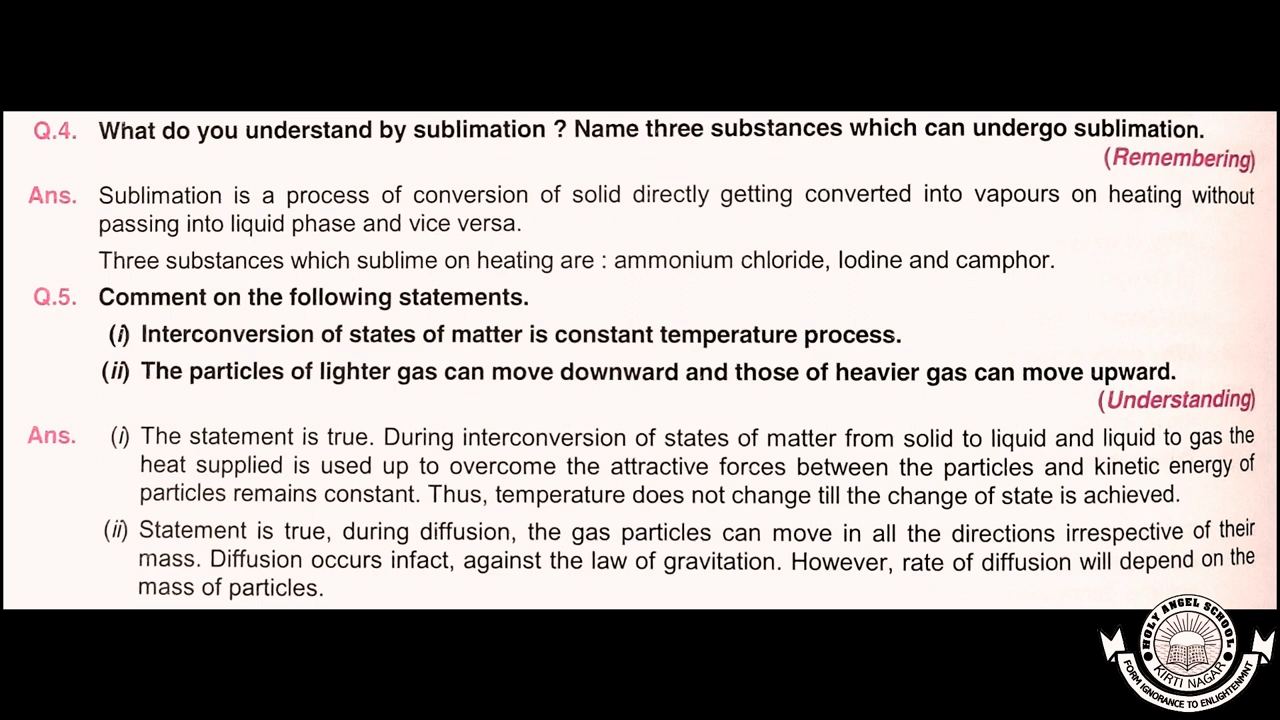 Q.4. What do you understand by sublimation ? Name three substances which can undergo sublimation.
(Remembering)
Ans. Sublimation is a process of conversion of solid directly getting converted into vapours on heating without
passing into liquid phase and vice versa.
Three substances which sublime on heating are : ammonium chloride, Iodine and camphor.
Q.5. Comment on the following statements.
(i) Interconversion of states of matter is constant temperature process.
(ii) The particles of lighter gas can move downward and those of heavier gas can move upward.
(Understanding)
Ans. (i) The statement is true. During interconversion of states of matter from solid to liquid and liquid to gas the
heat supplied is used up to overcome the attractive forces between the particles and kinetic energy of
particles remains constant. Thus, temperature does not change till the change of state is achieved.
(ii) Statement is true, during diffusion, the gas particles can move in all the directions irrespective of their
mass. Diffusion occurs infact, against the law of gravitation. However, rate of diffusion will depend on the
mass of particles.
HOLY ANGEL SCHOOL
KIRTI NAGAR
FORM IGNORANCE TO ENLIGHTENMNT